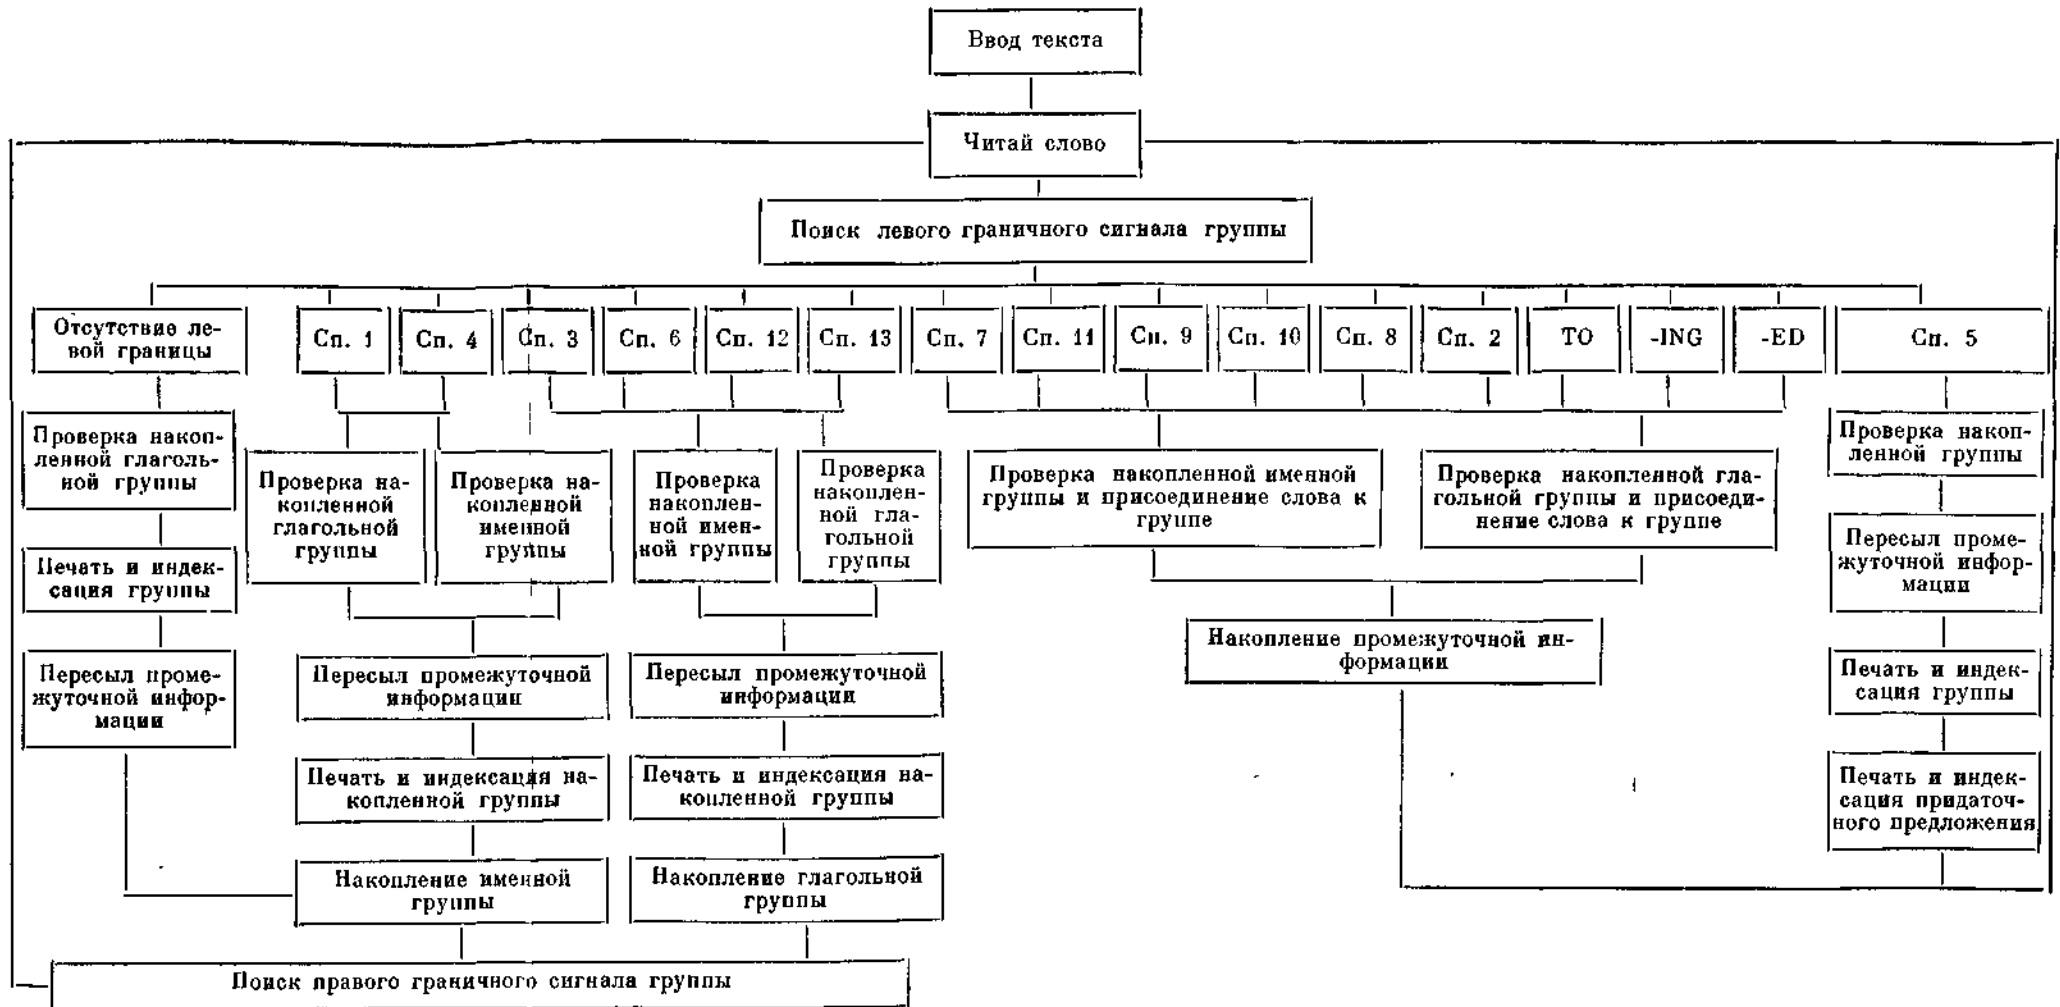 Ввод текста
Читай слово
Поиск левого граничного сигнала группы
Отсутствие ле-
вой границы
Сп. 1
Сп. 4
Сп. 3
Сп. 6
Сп. 12
Сп. 13
Сп. 7
Сп. 11
Сп. 9
Сп. 10
Сп. 8
Сп. 2
ТО
-ING
-ED
Сп. 5
Проверка накоп-
ленной глаголь-
ной группы
Печать и индек-
сация группы
Пересыл проме-
жуточной инфор-
мации
Проверка на-
копленной
глагольной
группы
Проверка на-
копленной
именной
группы
Пересыл промежуточной
информации
Печать и индексация на-
копленной группы
Накопление именной
группы
Проверка
накоплен-
ной имен-
ной группы
Проверка
накоплен-
ной гла-
гольной
группы
Пересыл промежуточной
информации
Печать и индексация на-
копленной группы
Накопление глагольной
группы
Проверка накопленной именной
группы и присоединение слова к
группе
Проверка накопленной гла-
гольной группы и присоеди-
нение слова к группе
Накопление промежуточной ин-
формации
Проверка накоп-
ленной группы
Пересыл проме-
жуточной инфор-
мации
Печать и индек-
сация группы
Печать и индек-
сация придаточ-
ного предложения
Поиск правого граничного сигнала группы